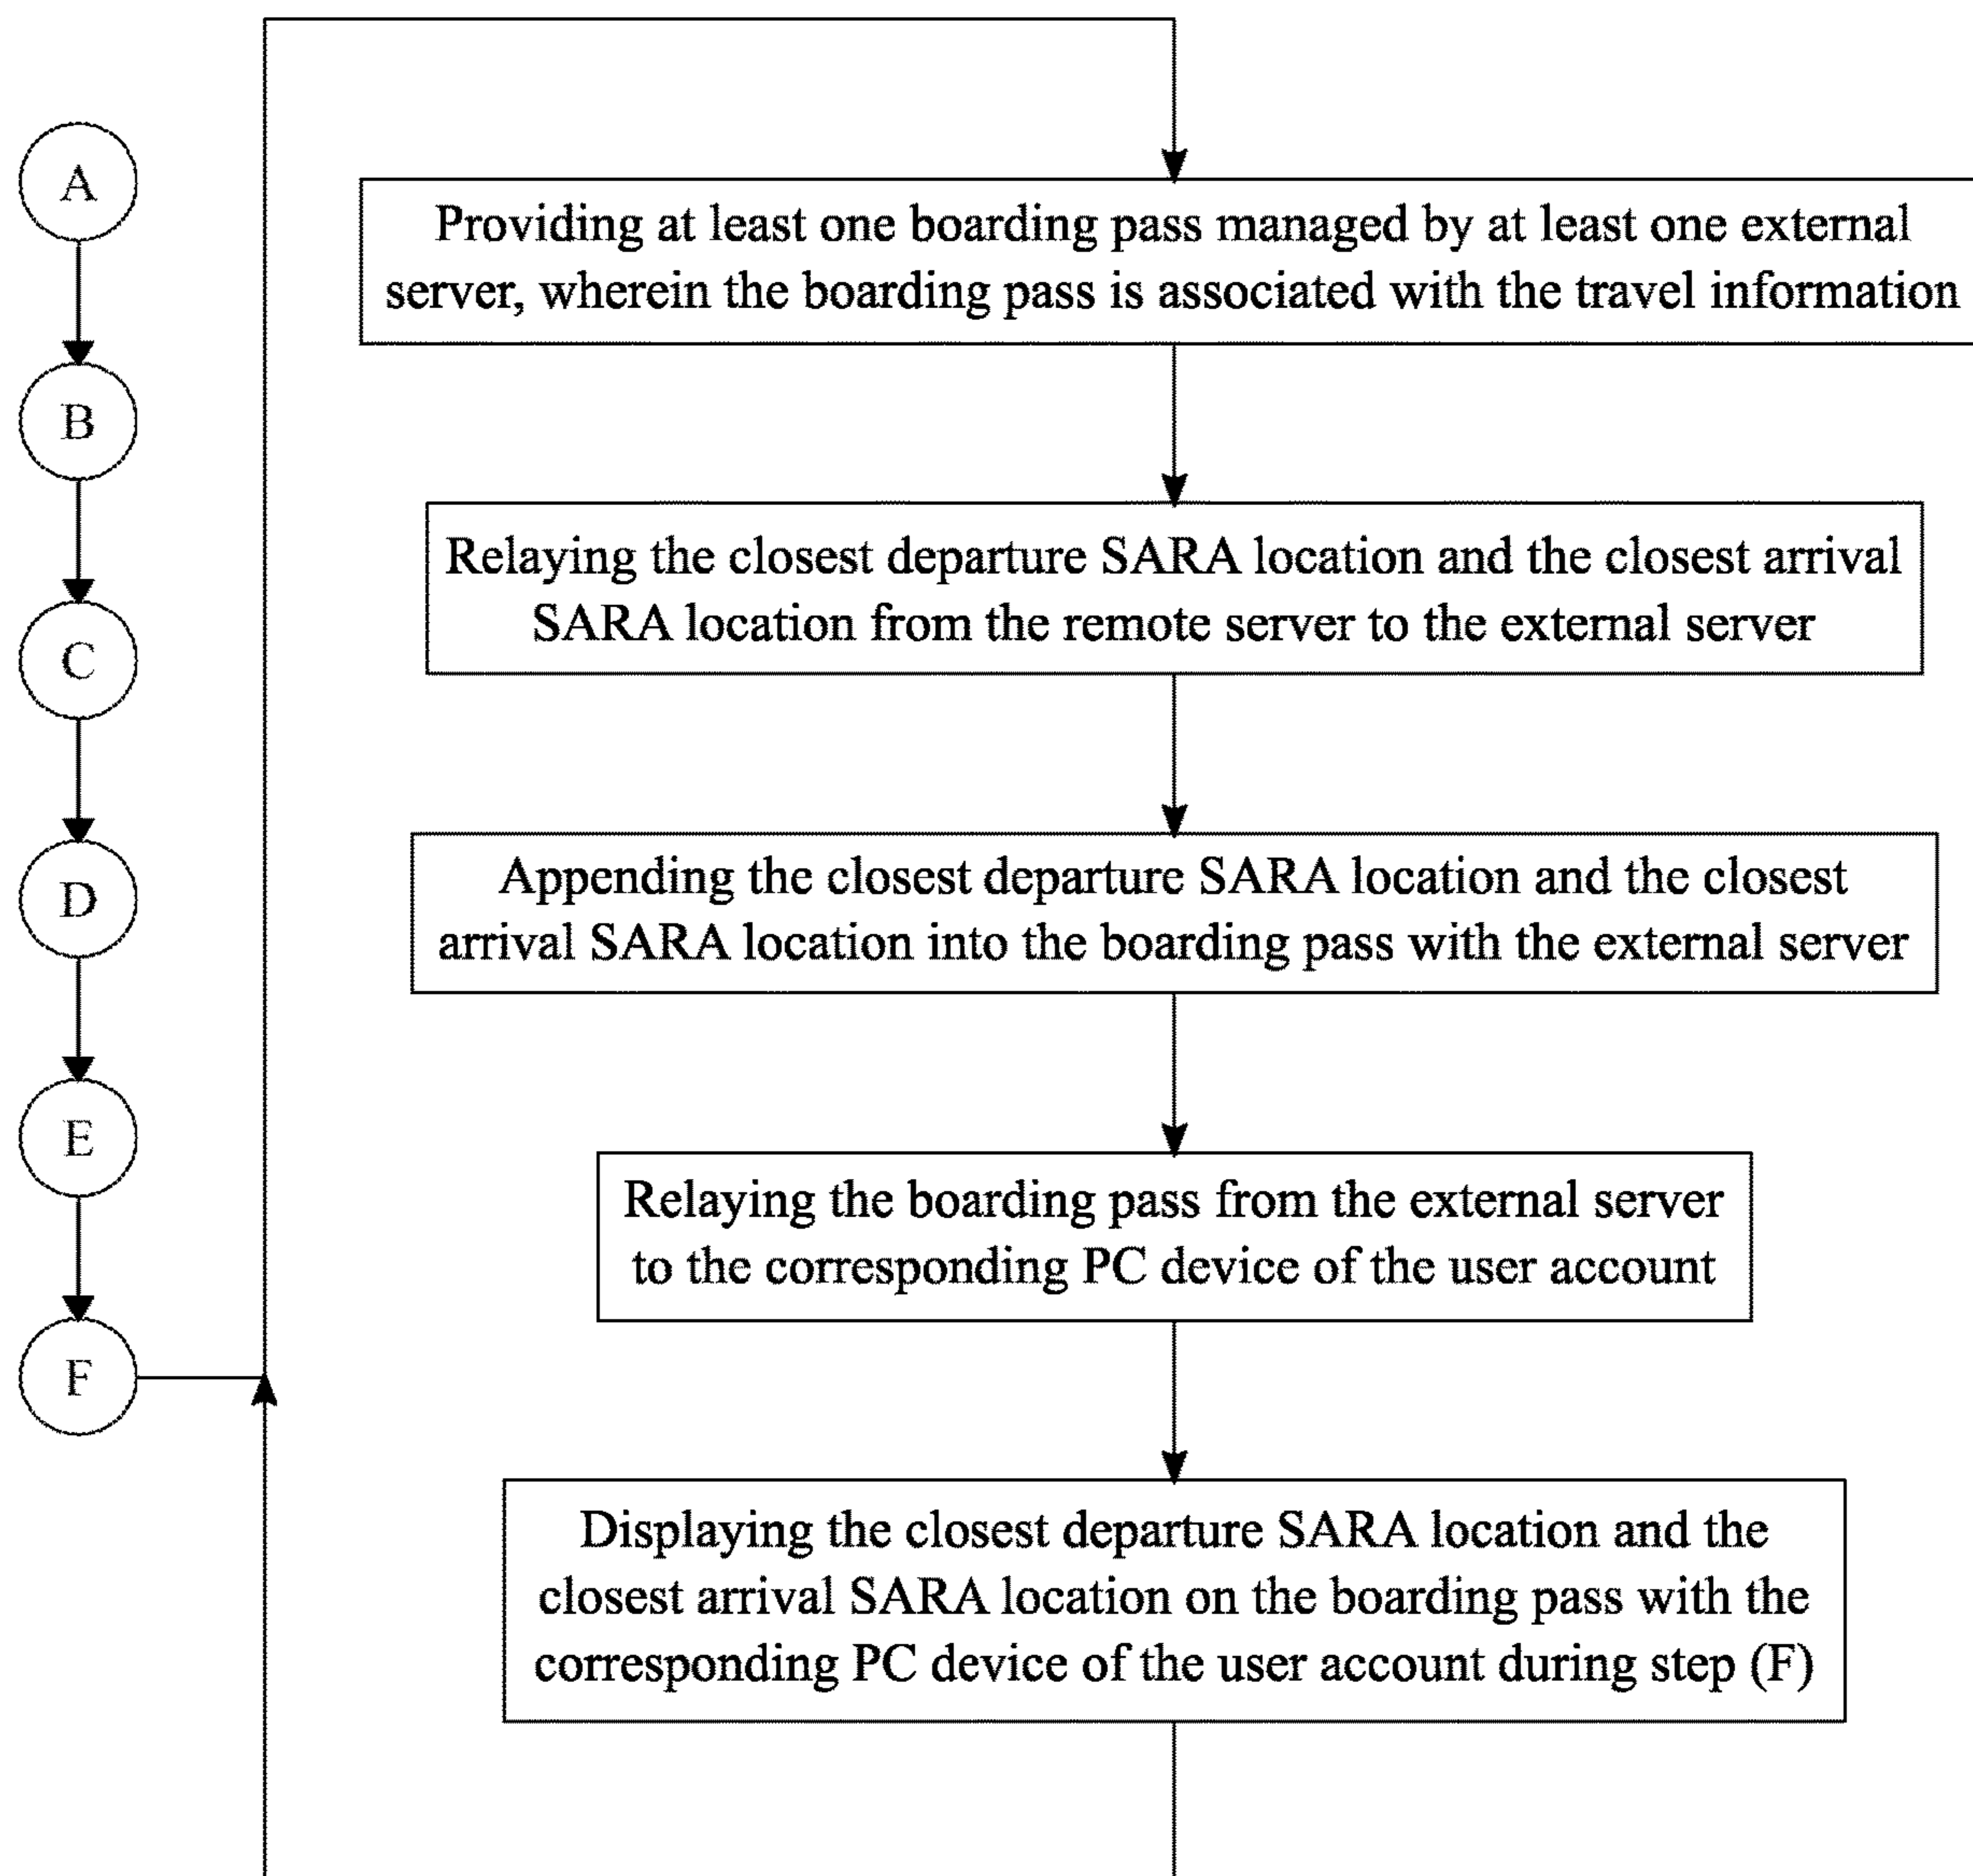 A
B
C
D
E
F
Providing at least one boarding pass managed by at least one external
server, wherein the boarding pass is associated with the travel information
Relaying the closest departure SARA location and the closest arrival
SARA location from the remote server to the external server
Appending the closest departure SARA location and the closest
arrival SARA location into the boarding pass with the external server
Relaying the boarding pass from the external server
to the corresponding PC device of the user account
Displaying the closest departure SARA location and the
closest arrival SARA location on the boarding pass with the
corresponding PC device of the user account during step (F)